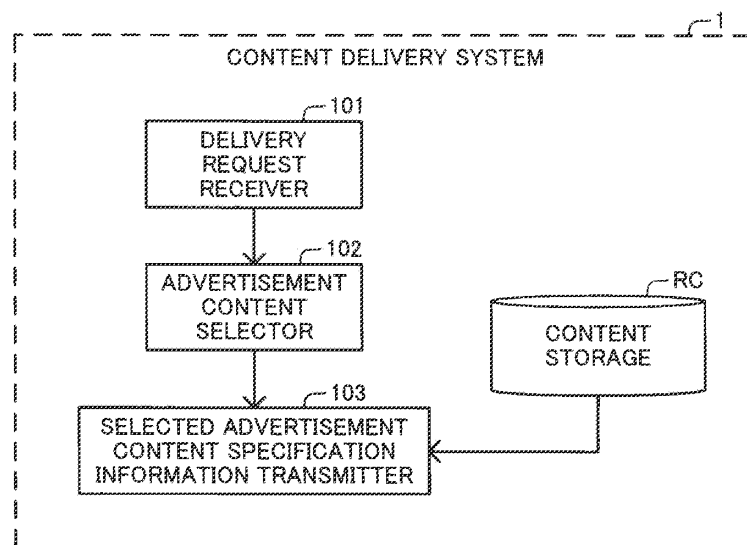 1
CONTENT DELIVERY SYSTEM
101
DELIVERY
REQUEST
RECEIVER
102
ADVERTISEMENT
CONTENT
SELECTOR
RC
CONTENT
STORAGE
103
SELECTED ADVERTISEMENT
CONTENT SPECIFICATION
INFORMATION TRANSMITTER